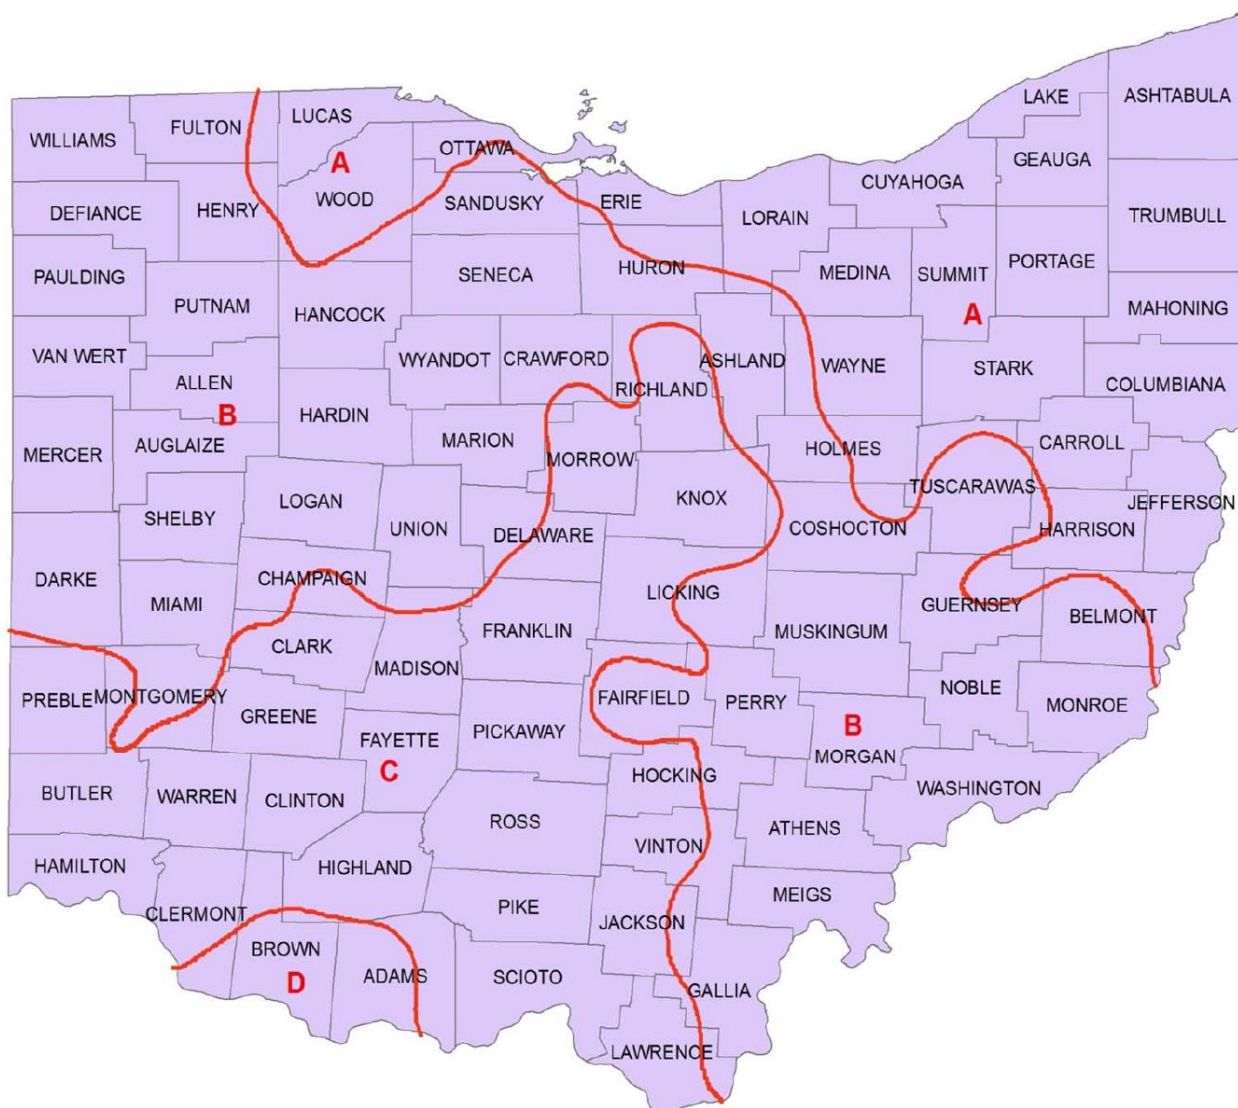 LAKE
ASHTABULA
LUCAS
FULTON
WILLIAMS
OTTAWA
A
GEAUGA
CUYAHOGA
WOOD
SANDUSKY
ERIE
HENRY
DEFIANCE
LORAIN
TRUMBULL
PORTAGE
HURON
MEDINA
SUMMIT
SENECA
PAULDING
PUTNAM
MAHONING
HANCOCK
A
VAN WERT
WYANDOT
CRAWFORD
ASHLAND
WAYNE
STARK
ALLEN
RICHLAND
COLUMBIANA
B
HARDIN
MARION
AUGLAIZE
MERCER
MORROW
HOLMES
CARROLL
TUSCARAWAS
KNOX
LOGAN
JEFFERSON
SHELBY
UNION
DELAWARE
COSHOCTON
HARRISON
DARKE
CHAMPAIGN
LICKING
MIAMI
GUERNSEY
BELMONT
FRANKLIN
MUSKINGUM
CLARK
MADISON
NOBLE
PREBLE
MONTGOMERY
FAIRFIELD
PERRY
MONROE
GREENE
PICKAWAY
B
FAYETTE
MORGAN
C
HOCKING
WASHINGTON
BUTLER
WARREN
CLINTON
ROSS
ATHENS
VINTON
HAMILTON
HIGHLAND
MEIGS
PIKE
CLERMONT
JACKSON
BROWN
ADAMS
SCIOTO
D
GALLIA
LAWRENCE